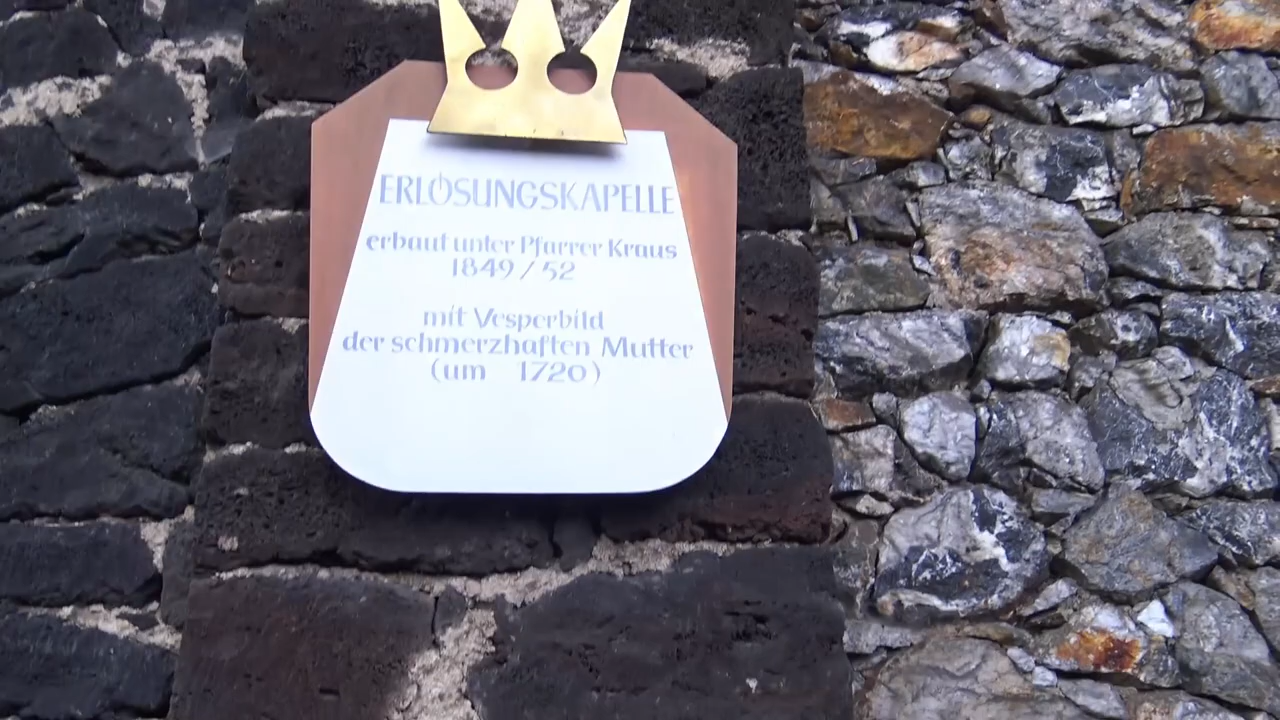 ERLÖSUNGSKAPELLE
erbaut unter Pfarrer Kraus
1849/52
mit Vesperbild
der schmerzhaften Mutter
(um 1720)